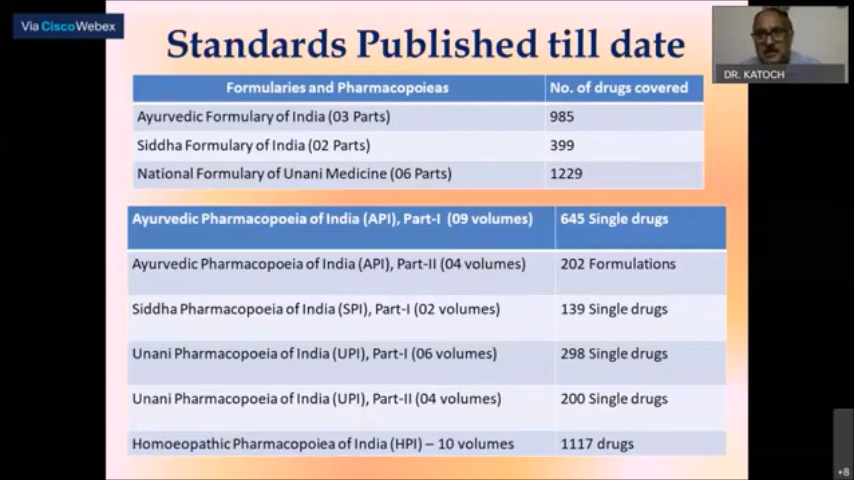 Via Cisco Webex
Standards Published till date
DR. KATOCH
Formularies and Pharmacopoieas No. of drugs covered
Ayurvedic Formulary of India (03 Parts) 985
Siddha Formulary of India (02 Parts) 399
National Formulary of Unani Medicine (06 Parts) 1229
Ayurvedic Pharmacopoeia of India (API), Part-I (09 volumes) 645 Single drugs
Ayurvedic Pharmacopoeia of India (API), Part-II (04 volumes) 202 Formulations
Siddha Pharmacopoeia of India (SPI), Part-I (02 volumes) 139 Single drugs
Unani Pharmacopoeia of India (UPI), Part-I (06 volumes) 298 Single drugs
Unani Pharmacopoeia of India (UPI), Part-II (04 volumes) 200 Single drugs
Homoeopathic Pharmacopoiea of India (HPI) – 10 volumes 1117 drugs
+8